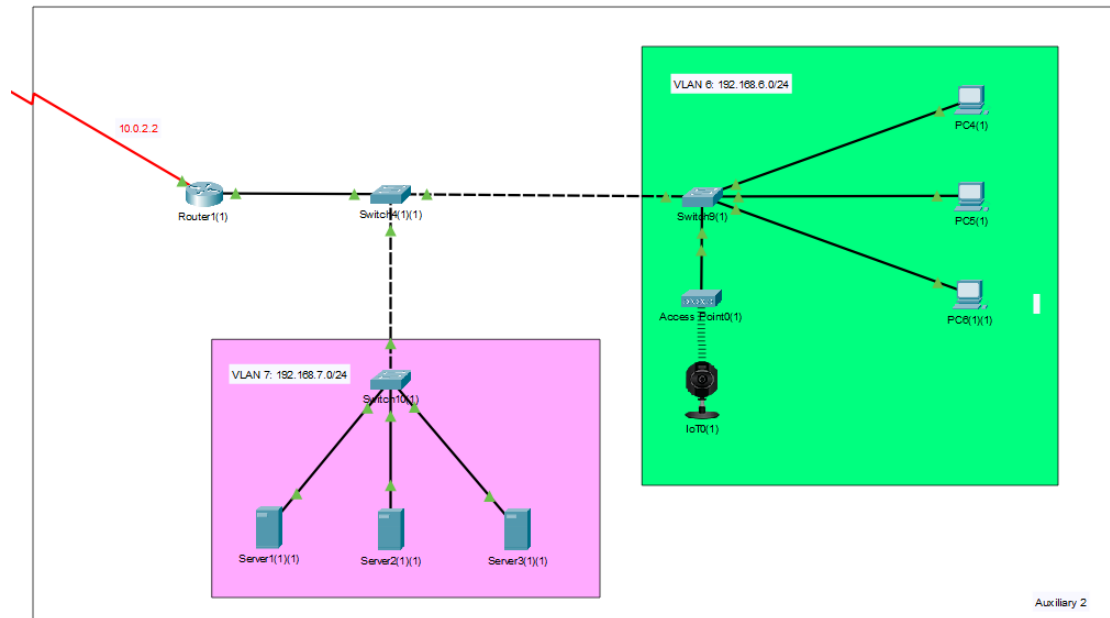 VLAN 6: 192.168.6.0/24
PC4(1)
10.0.2.2
Router1(1)
Switch4(1)(1)
Switch9(1)
PC5(1)
Access Point0(1)
PC6(1)(1)
VLAN 7: 192.168.7.0/24
Switch10(1)
IoT0(1)
Server1(1)(1)
Server2(1)(1)
Server3(1)(1)
Auxiliary 2